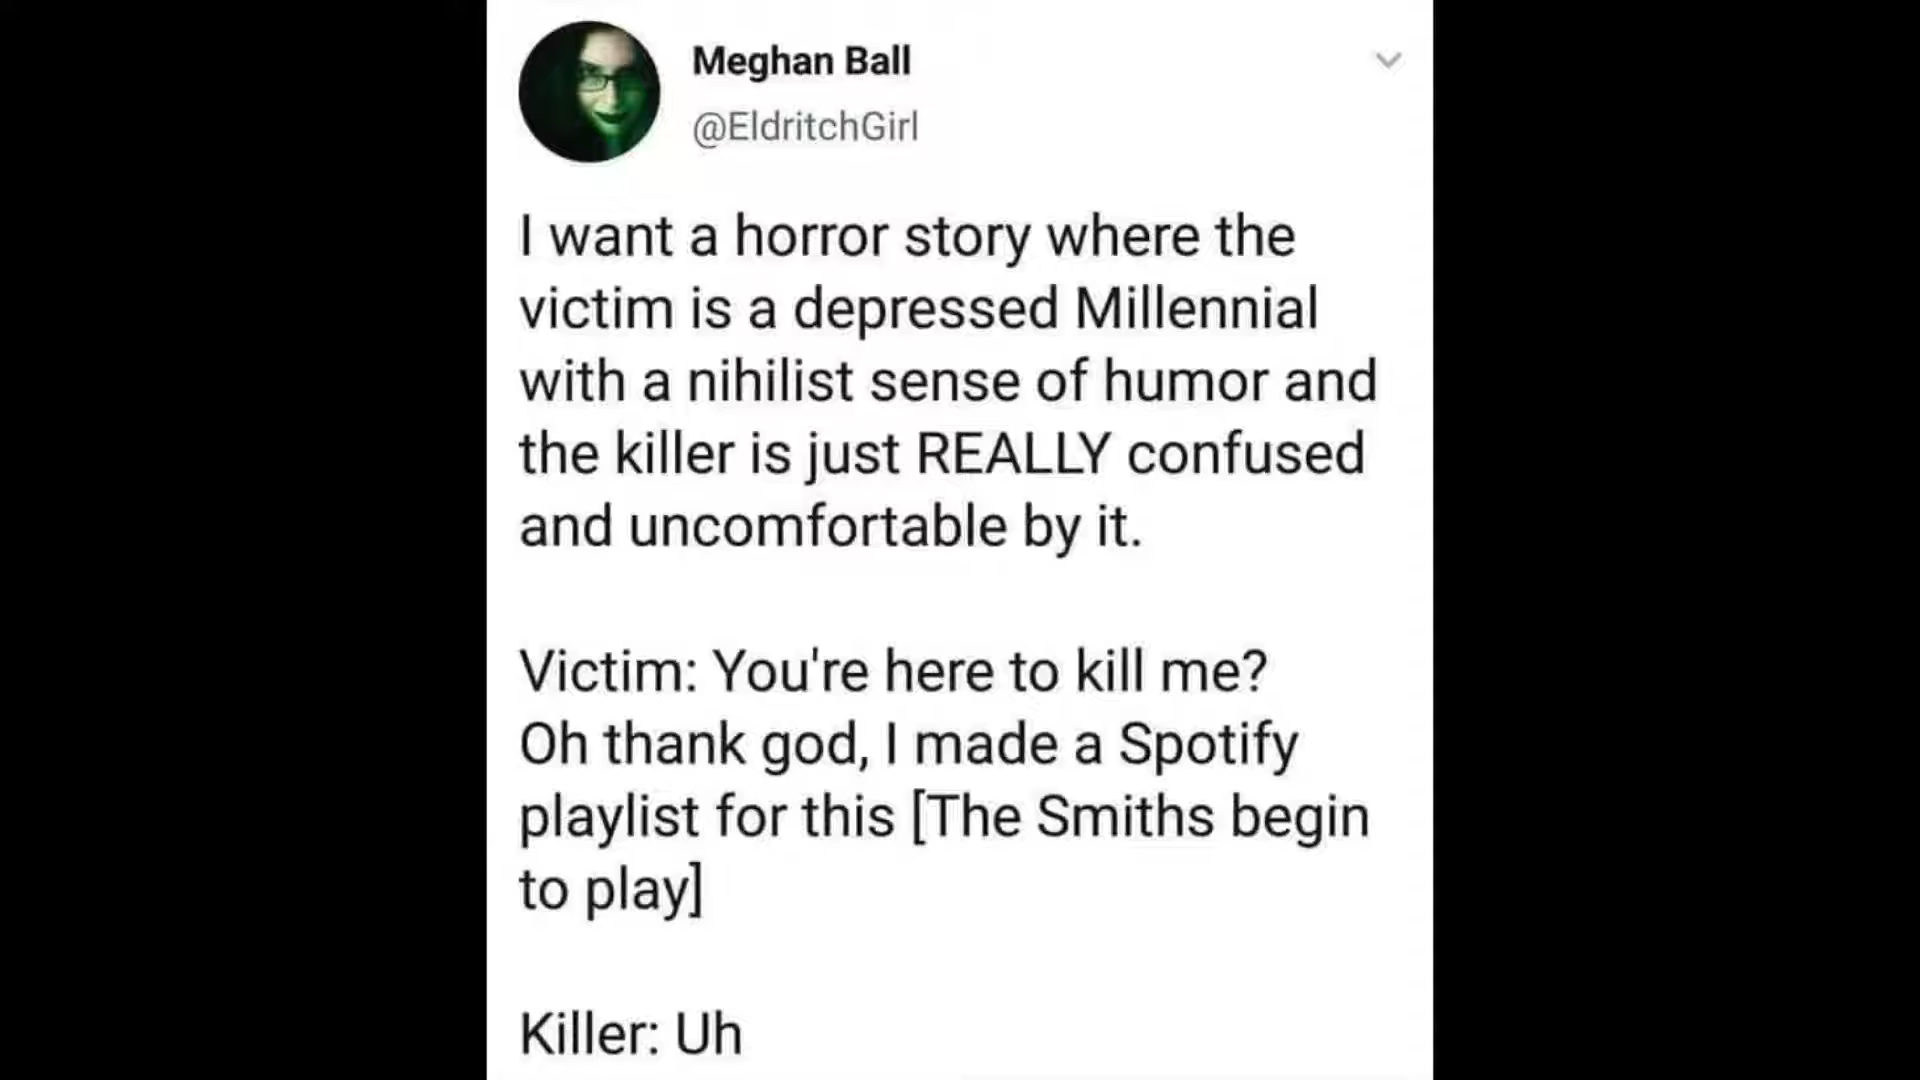 Meghan Ball
@EldritchGirl
I want a horror story where the
victim is a depressed Millennial
with a nihilist sense of humor and
the killer is just REALLY confused
and uncomfortable by it.
Victim: You're here to kill me?
Oh thank god, I made a Spotify
playlist for this [The Smiths begin
to play]
Killer: Uh